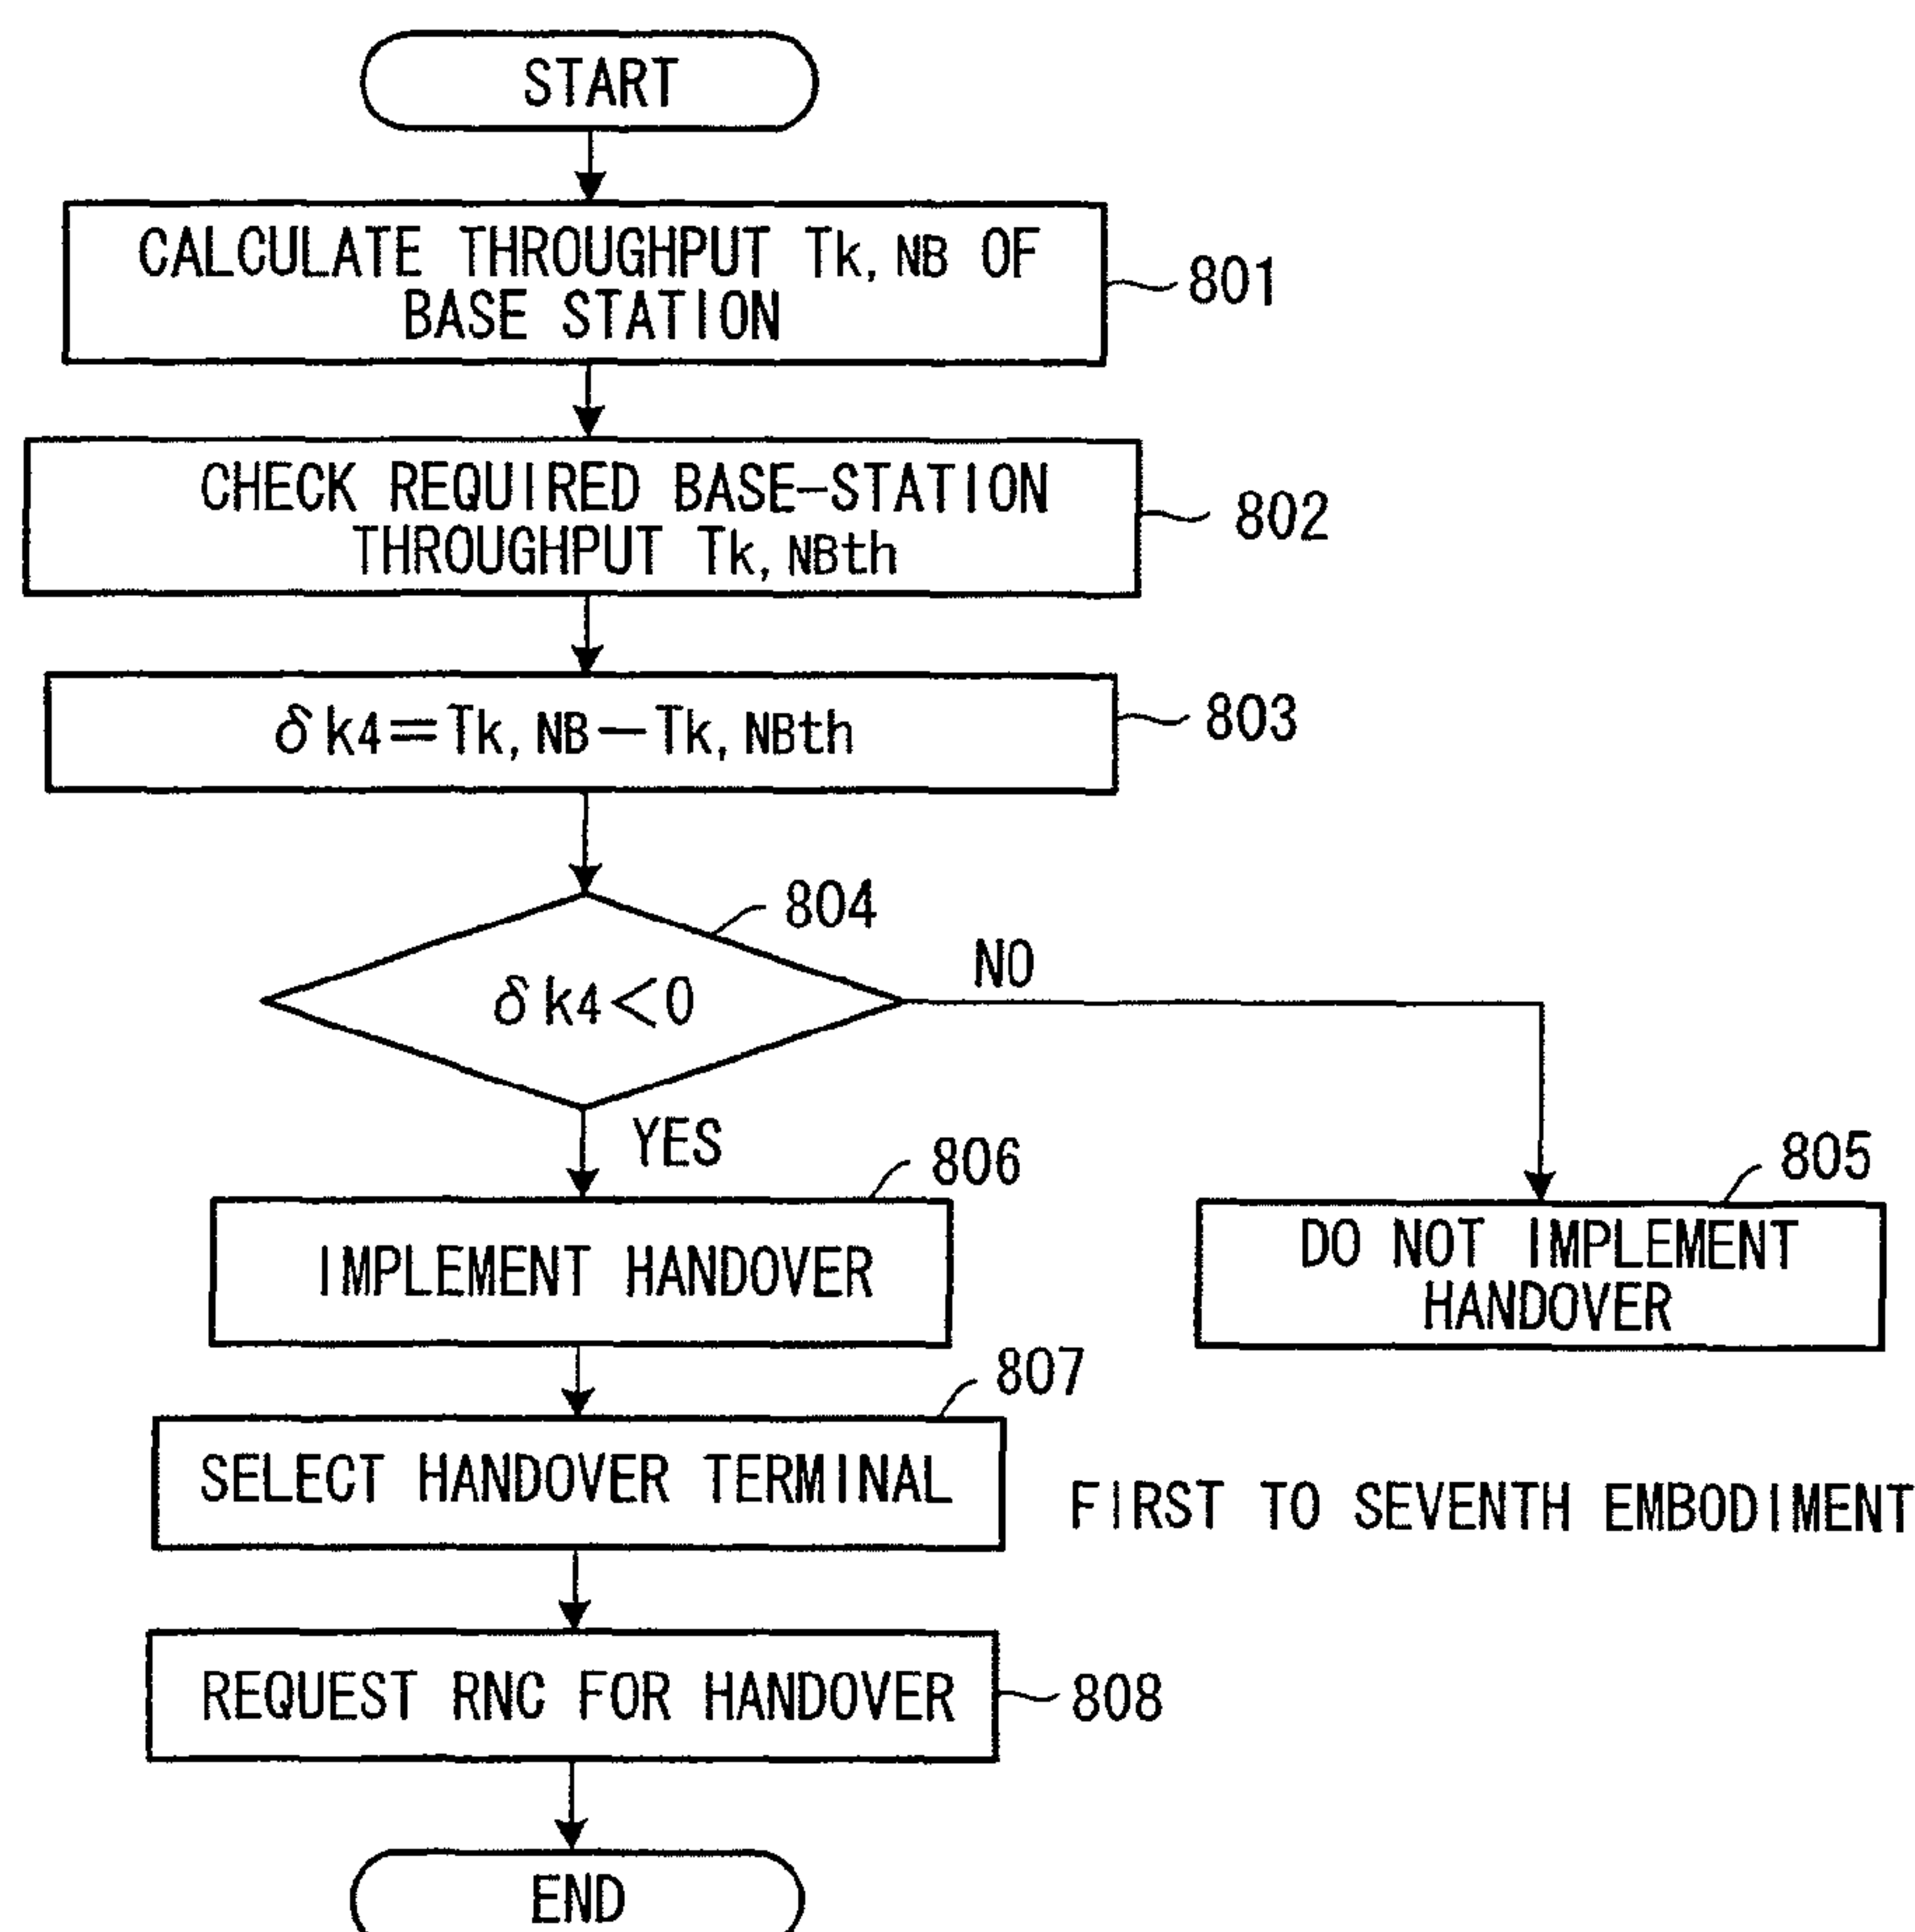 START
CALCULATE THROUGHPUT Tk, NB OF
BASE STATION
801
CHECK REQUIRED BASE-STATION
THROUGHPUT Tk, NBth
802
δk4=Tk, NB-Tk, NBth
803
804
δk4<0
NO
YES
806
805
IMPLEMENT HANDOVER
DO NOT IMPLEMENT
HANDOVER
807
SELECT HANDOVER TERMINAL
FIRST TO SEVENTH EMBODIMENT
REQUEST RNC FOR HANDOVER
808
END